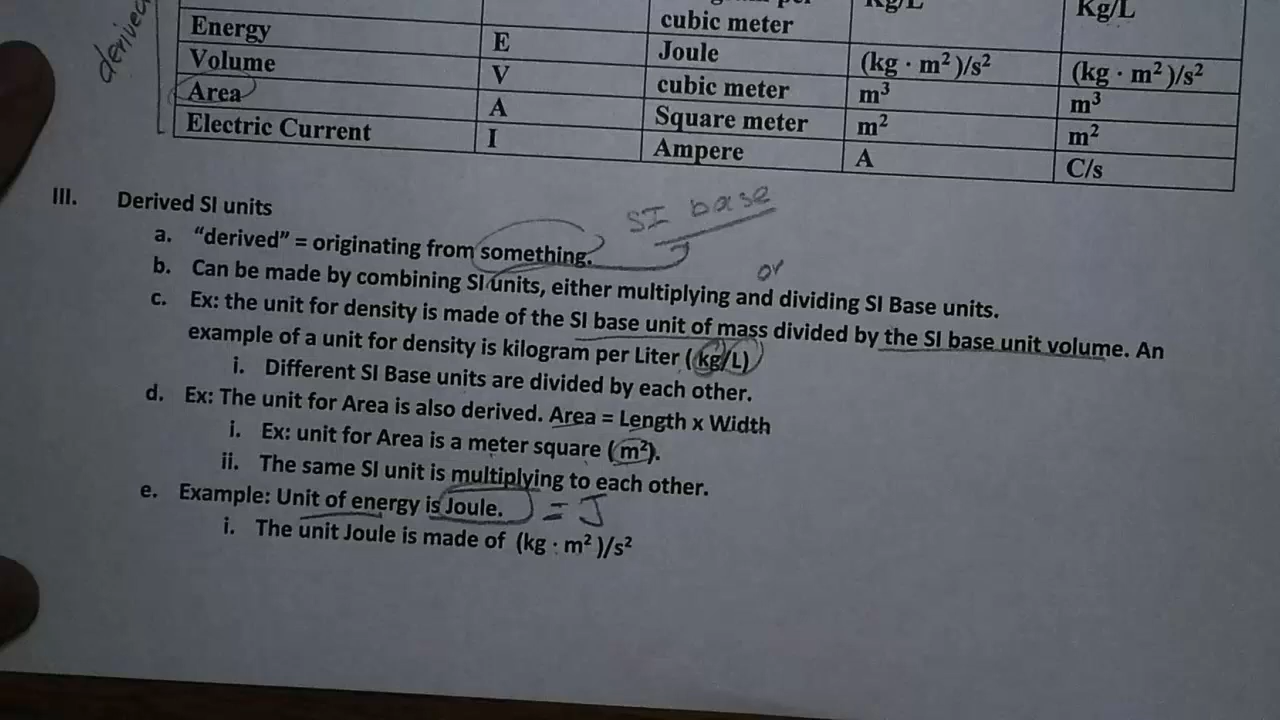 derived
cubic meter Kg/L Kg/L
Energy E Joule (kg · m²)/s² (kg · m²)/s²
Volume V cubic meter m³ m³
Area A Square meter m² m²
Electric Current I Ampere A C/s
III. Derived SI units
SI base
a. “derived” = originating from something.
or
b. Can be made by combining SI units, either multiplying and dividing SI Base units.
c. Ex: the unit for density is made of the SI base unit of mass divided by the SI base unit volume. An
example of a unit for density is kilogram per Liter (kg/L)
i. Different SI Base units are divided by each other.
d. Ex: The unit for Area is also derived. Area = Length x Width
i. Ex: unit for Area is a meter square (m²).
ii. The same SI unit is multiplying to each other.
e. Example: Unit of energy is Joule. = J
i. The unit Joule is made of (kg · m²)/s²